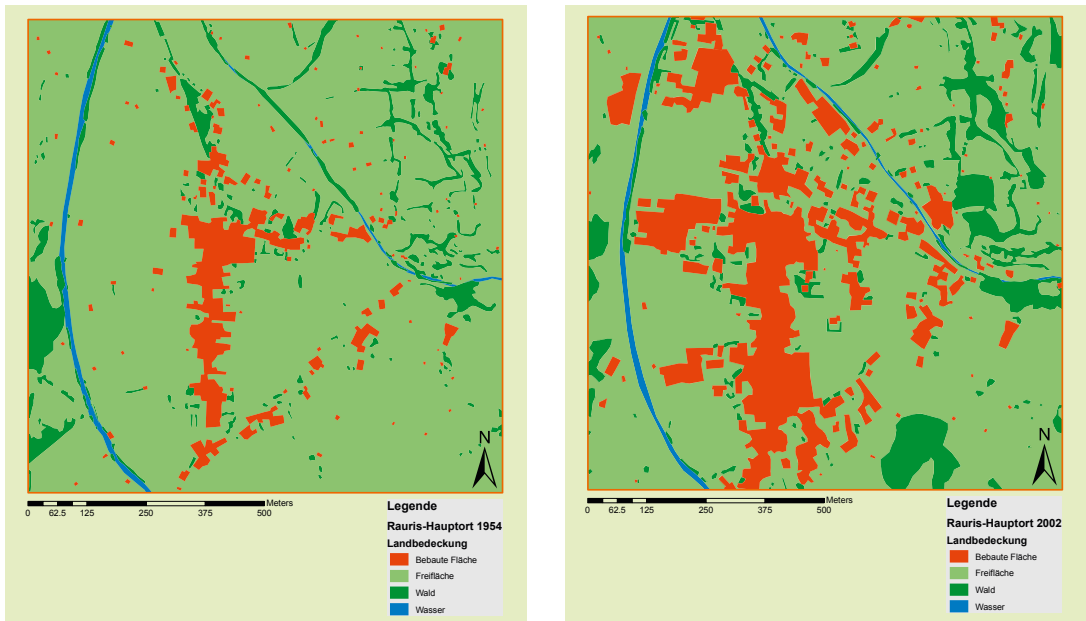 N
Meters
0 62.5 125 250 375 500
Legende
Rauris-Hauptort 1954
Landbedeckung
Bebaute Fläche
Freifläche
Wald
Wasser
N
Meters
0 62.5 125 250 375 500
Legende
Rauris-Hauptort 2002
Landbedeckung
Bebaute Fläche
Freifläche
Wald
Wasser